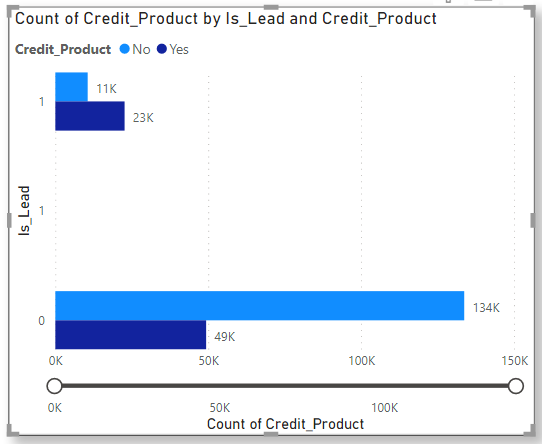 Count of Credit_Product by Is_Lead and Credit_Product
Credit_Product No Yes
11K
1
23K
Is_Lead
1
134K
0
49K
0K 50K 100K 150K
0K 50K 100K
Count of Credit_Product